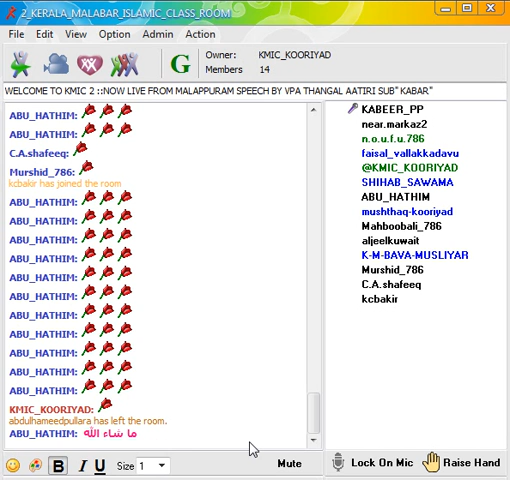 2_KERALA_MALABAR_ISLAMIC_CLASS_ROOM
File Edit View Option Admin Action
Owner: KMIC_KOORIYAD
G
Members 14
WELCOME TO KMIC 2 ::NOW LIVE FROM MALAPPURAM SPEECH BY VPA THANGAL AATIRI SUB" KABAR"
ABU_HATHIM:
ABU_HATHIM:
C.A.shafeeq:
Murshid_786:
kcbakir has joined the room
ABU_HATHIM:
ABU_HATHIM:
ABU_HATHIM:
ABU_HATHIM:
ABU_HATHIM:
ABU_HATHIM:
ABU_HATHIM:
ABU_HATHIM:
ABU_HATHIM:
ABU_HATHIM:
ABU_HATHIM:
KMIC_KOORIYAD:
abdulhameedpullara has left the room.
ABU_HATHIM: ما شاء الله
KABEER_PP
near.markaz2
n.o.u.f.u.786
faisal_vallakkadavu
@KMIC_KOORIYAD
SHIHAB_SAWAMA
ABU_HATHIM
mushthaq-kooriyad
Mahboobali_786
aljeelkuwait
K-M-BAVA-MUSLIYAR
Murshid_786
C.A.shafeeq
kcbakir
B I U Size 1 Mute Lock On Mic Raise Hand